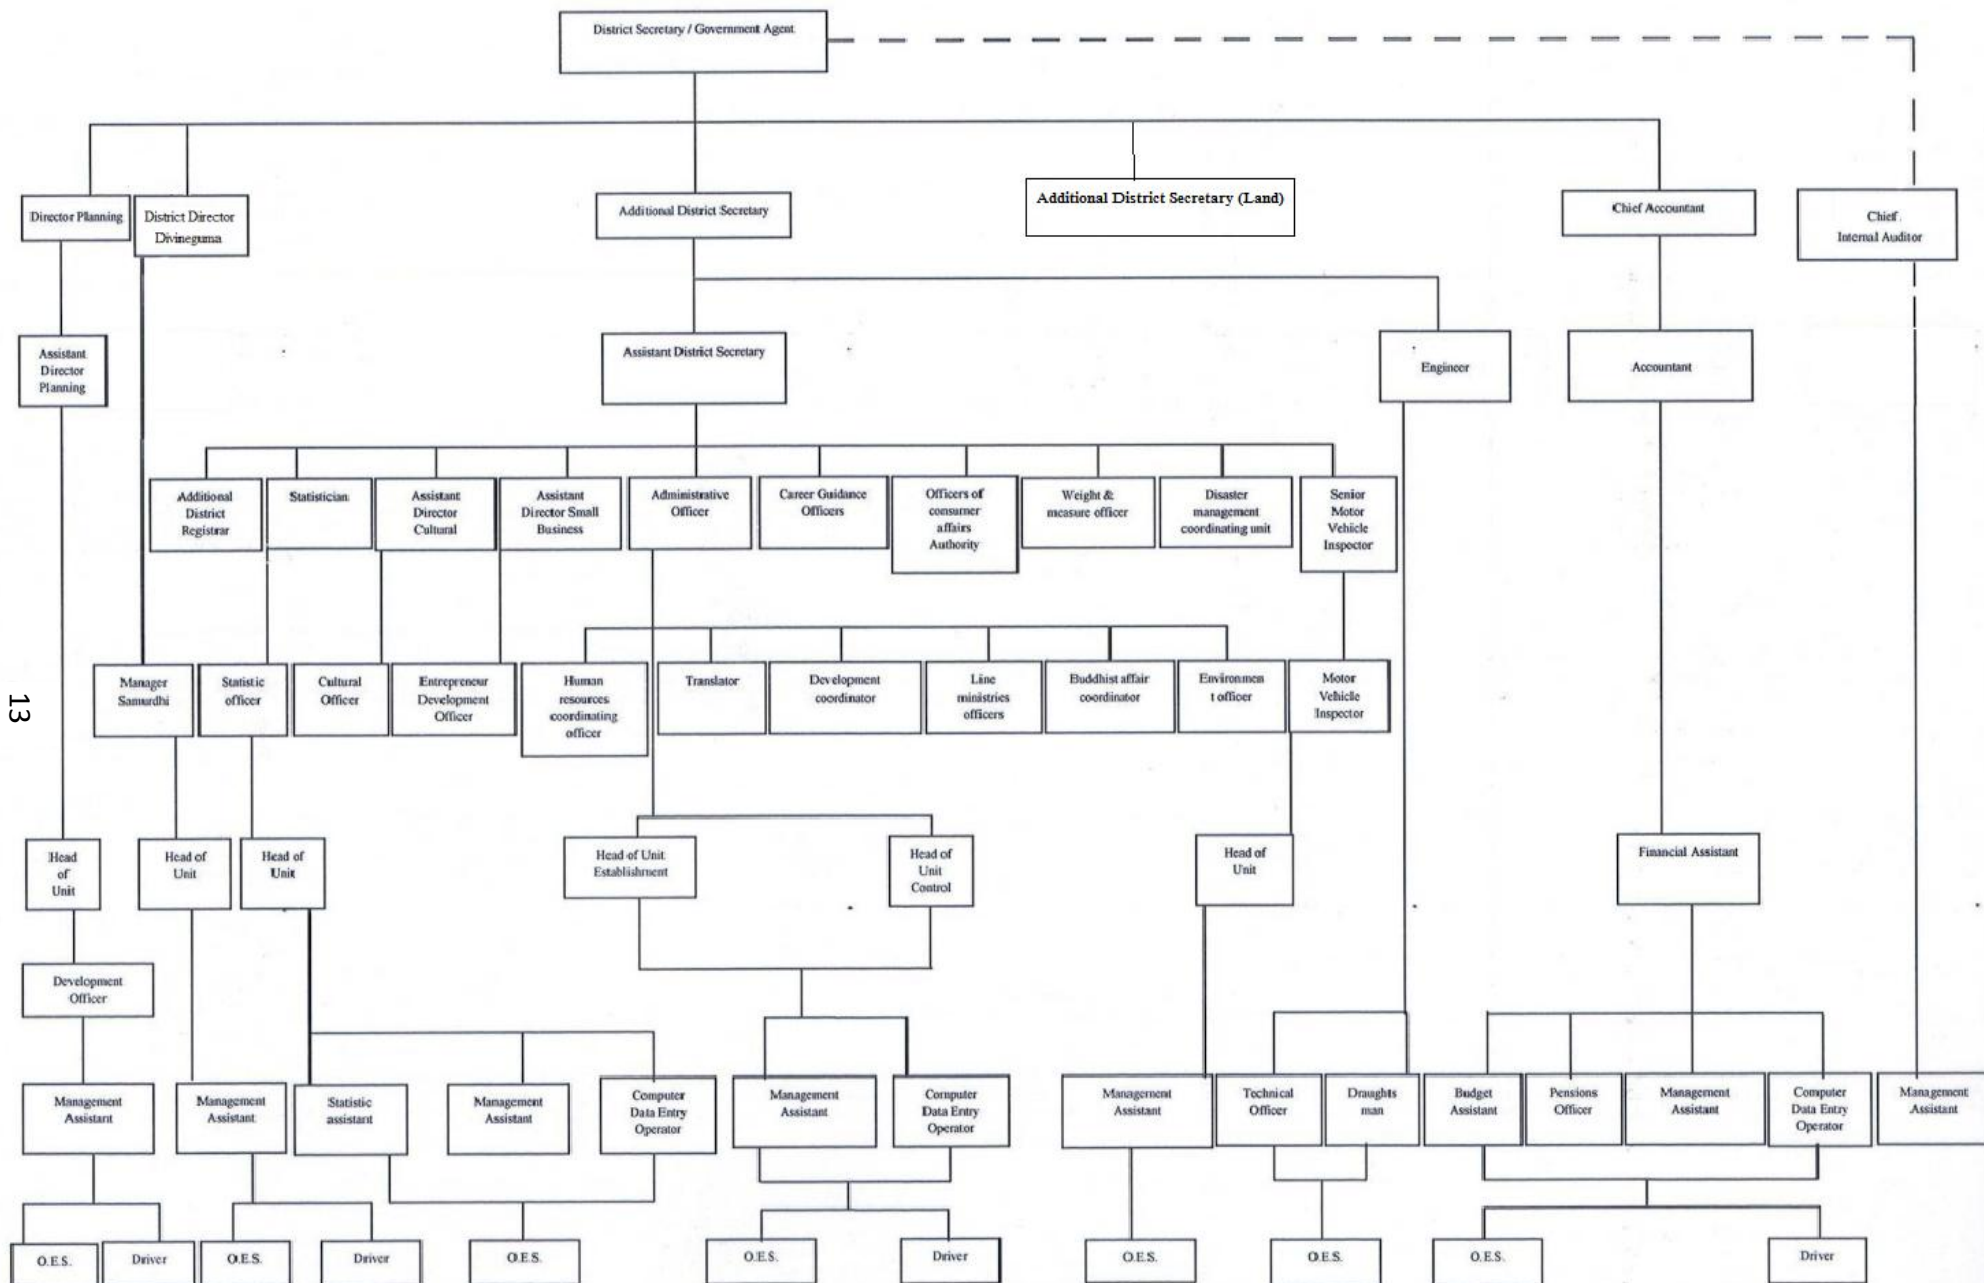 District Secretary / Government Agent
Director Planning
District Director
Divineguma
Additional District Secretary
Additional District Secretary (Land)
Chief Accountant
Chief
Internal Auditor
Assistant
Director
Planning
Assistant District Secretary
Engineer
Accountant
Additional
District
Registrar
Statistician
Assistant
Director
Cultural
Assistant
Director Small
Business
Administrative
Officer
Career Guidance
Officers
Officers of
consumer
affairs
Authority
Weight &
measure officer
Disaster
management
coordinating unit
Senior
Motor
Vehicle
Inspector
Manager
Samurdhi
Statistic
officer
Cultural
Officer
Entrepreneur
Development
Officer
Human
resources
coordinating
officer
Translator
Development
coordinator
Line
ministries
officers
Buddhist affair
coordinator
Environmen
t officer
Motor
Vehicle
Inspector
13
Head
of
Unit
Head of
Unit
Head of
Unit
Head of Unit
Establishment
Head of
Unit
Control
Head of
Unit
Financial Assistant
Development
Officer
Management
Assistant
Management
Assistant
Statistic
assistant
Management
Assistant
Computer
Data Entry
Operator
Management
Assistant
Computer
Data Entry
Operator
Management
Assistant
Technical
Officer
Draughts
man
Budget
Assistant
Pensions
Officer
Management
Assistant
Computer
Data Entry
Operator
Management
Assistant
O.E.S.
Driver
O.E.S.
Driver
O.E.S.
O.E.S.
Driver
O.E.S.
O.E.S.
O.E.S.
Driver